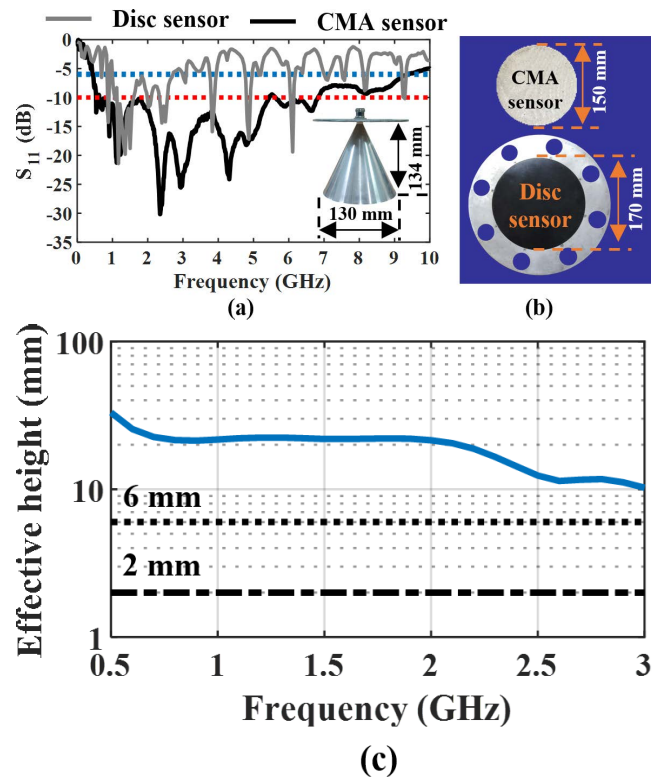 Disc sensor
CMA sensor
0
-5
-10
-15
-20
-25
-30
-35
S11 (dB)
0 1 2 3 4 5 6 7 8 9 10
Frequency (GHz)
134 mm
130 mm
(a)
CMA
sensor
150 mm
Disc
sensor
170 mm
(b)
Effective height (mm)
100
10
1
6 mm
2 mm
0.5 1 1.5 2 2.5 3
Frequency (GHz)
(c)